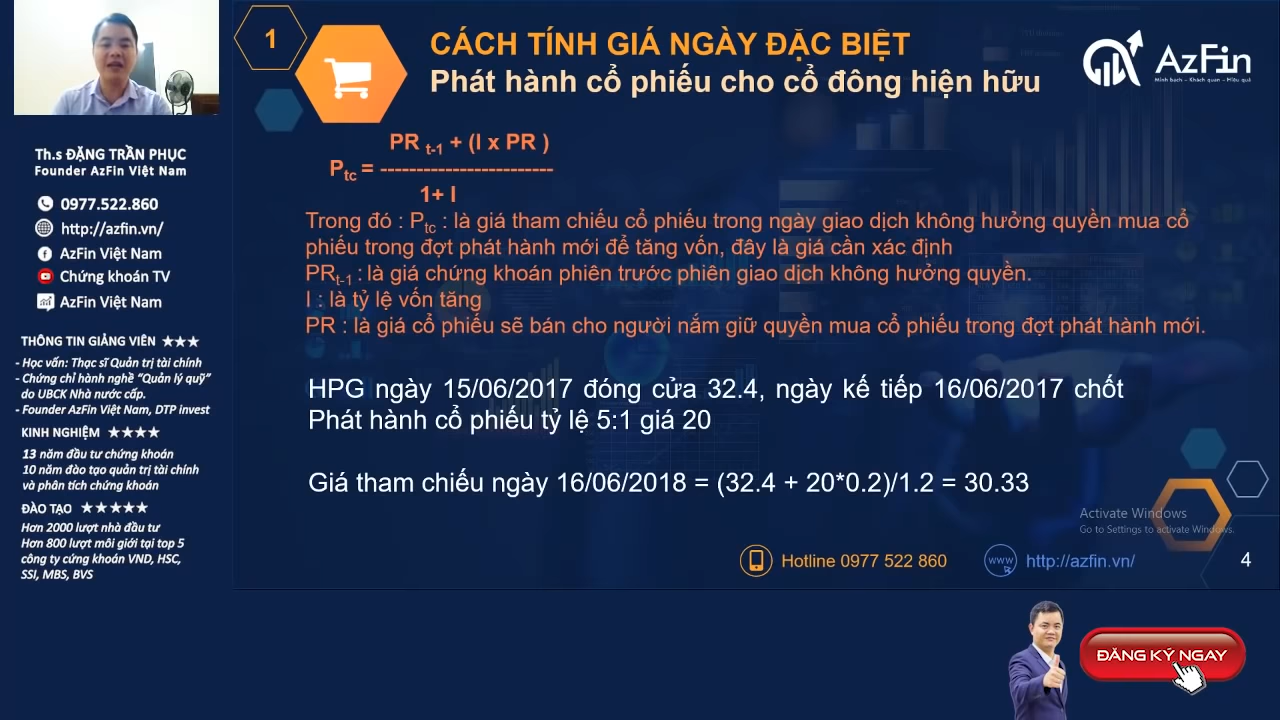 Th.s ĐẶNG TRẦN PHỤC
Founder AzFin Việt Nam
0977.522.860
http://azfin.vn/
AzFin Việt Nam
Chứng khoán TV
AzFin Việt Nam
THÔNG TIN GIẢNG VIÊN ★★★
- Học vấn: Thạc sĩ Quản trị tài chính
- Chứng chỉ hành nghề “Quản lý quỹ”
do UBCK Nhà nước cấp.
- Founder AzFin Việt Nam, DTP invest
KINH NGHIỆM ★★★★
13 năm đầu tư chứng khoán
10 năm đào tạo quản trị tài chính
và phân tích chứng khoán
ĐÀO TẠO ★★★★★
Hơn 2000 lượt nhà đầu tư
Hơn 800 lượt môi giới tại top 5
công ty cứng khoán VND, HSC,
SSI, MBS, BVS
1
CÁCH TÍNH GIÁ NGÀY ĐẶC BIỆT
Phát hành cổ phiếu cho cổ đông hiện hữu
AzFin
Minh bạch – Khách quan – Hiệu quả
PR t-1 + (I x PR )
Ptc = -------------------------
1+ I
Trong đó : Ptc : là giá tham chiếu cổ phiếu trong ngày giao dịch không hưởng quyền mua cổ
phiếu trong đợt phát hành mới để tăng vốn, đây là giá cần xác định
PRt-1 : là giá chứng khoán phiên trước phiên giao dịch không hưởng quyền.
I : là tỷ lệ vốn tăng
PR : là giá cổ phiếu sẽ bán cho người nắm giữ quyền mua cổ phiếu trong đợt phát hành mới.
HPG ngày 15/06/2017 đóng cửa 32.4, ngày kế tiếp 16/06/2017 chốt
Phát hành cổ phiếu tỷ lệ 5:1 giá 20
Giá tham chiếu ngày 16/06/2018 = (32.4 + 20*0.2)/1.2 = 30.33
Activate Windows
Go to Settings to activate Windows.
Hotline 0977 522 860
www
http://azfin.vn/
4
ĐĂNG KÝ NGAY